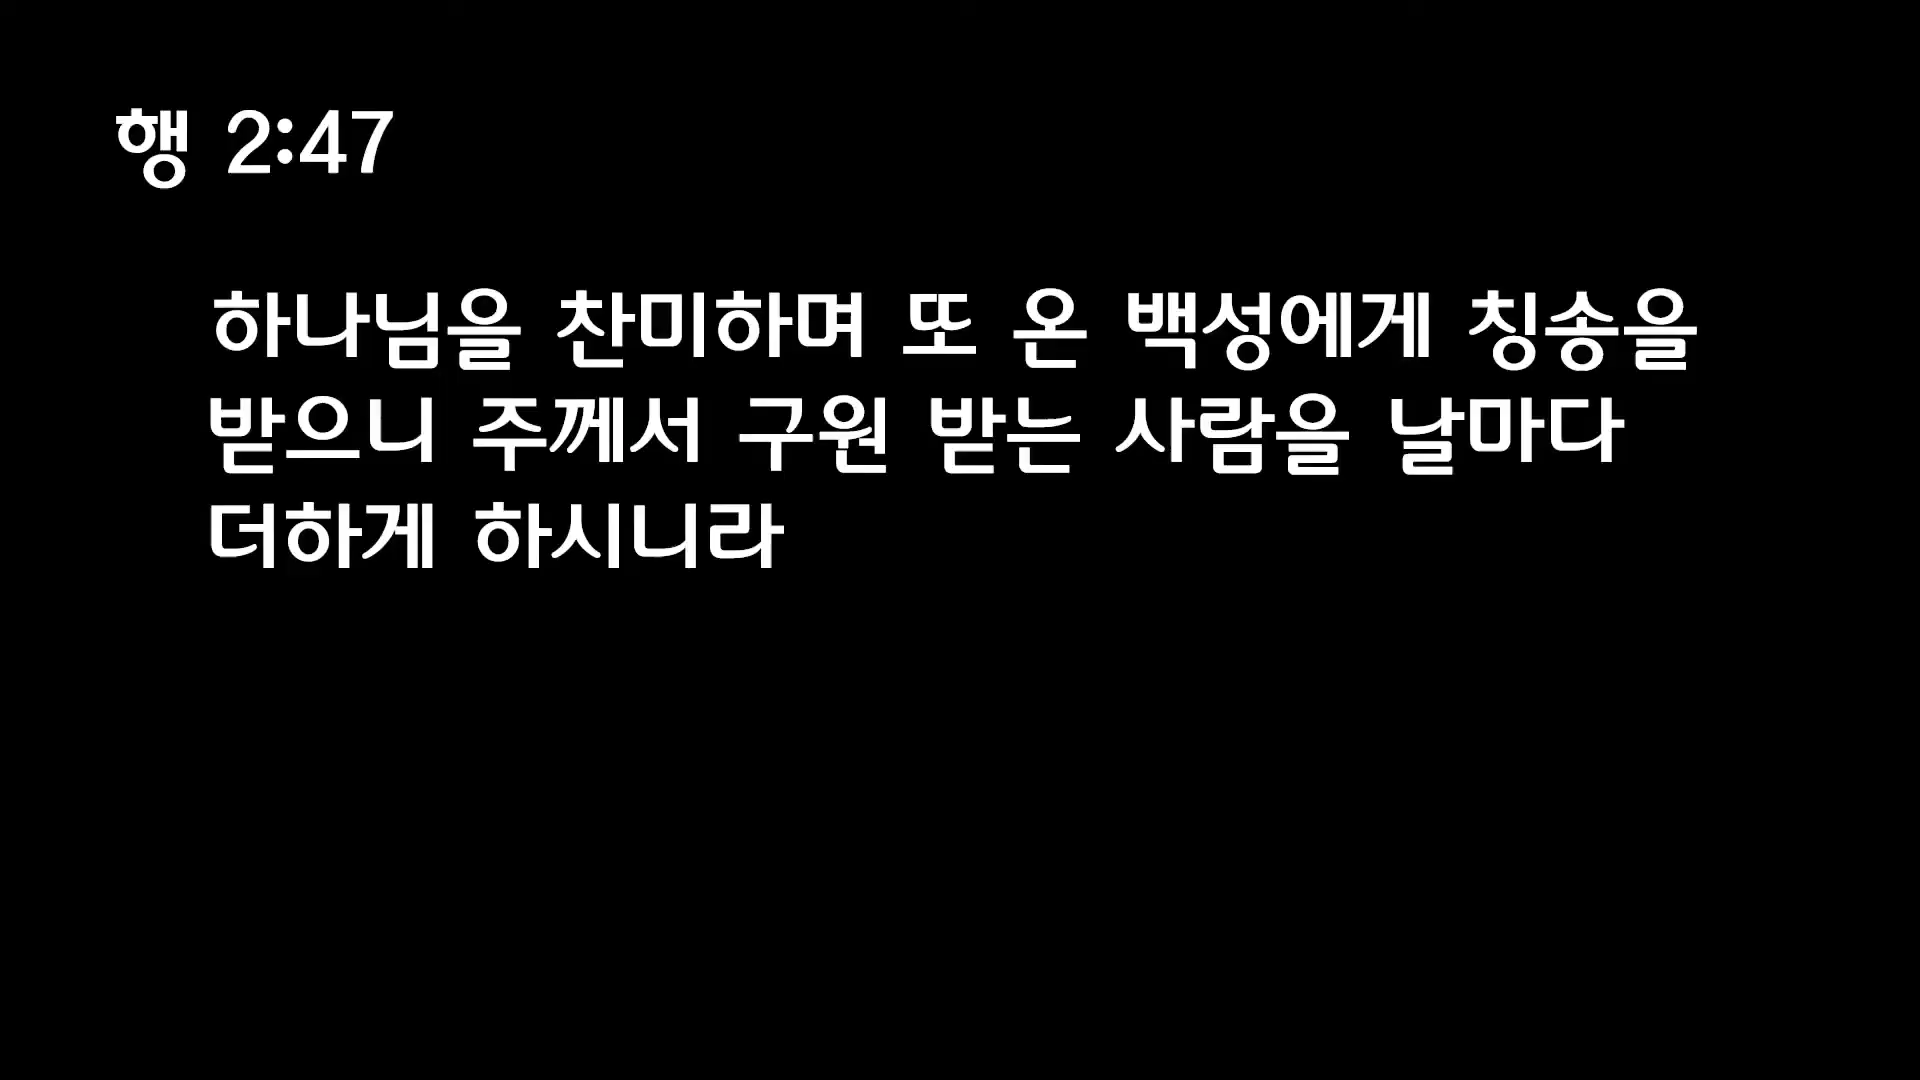 행 2:47
하나님을 찬미하며 또 온 백성에게 칭송을
받으니 주께서 구원 받는 사람을 날마다
더하게 하시니라